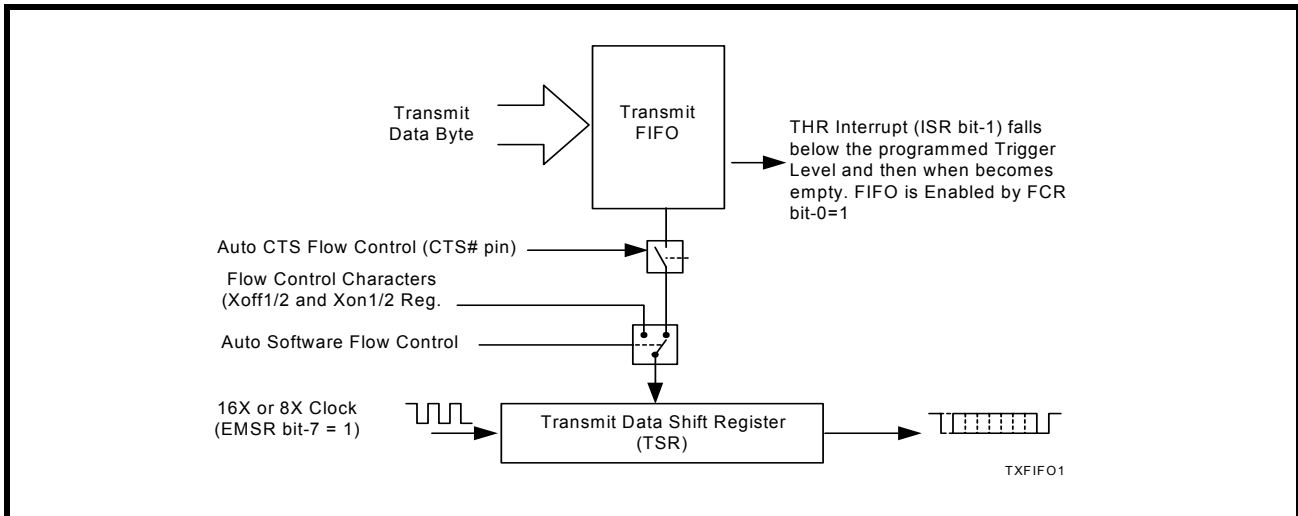 Transmit
Data Byte
Transmit
FIFO
THR Interrupt (ISR bit-1) falls
below the programmed Trigger
Level and then when becomes
empty. FIFO is Enabled by FCR
bit-0=1
Auto CTS Flow Control (CTS# pin)
Flow Control Characters
(Xoff1/2 and Xon1/2 Reg.
Auto Software Flow Control
16X or 8X Clock
(EMSR bit-7 = 1)
Transmit Data Shift Register
(TSR)
TXFIFO1